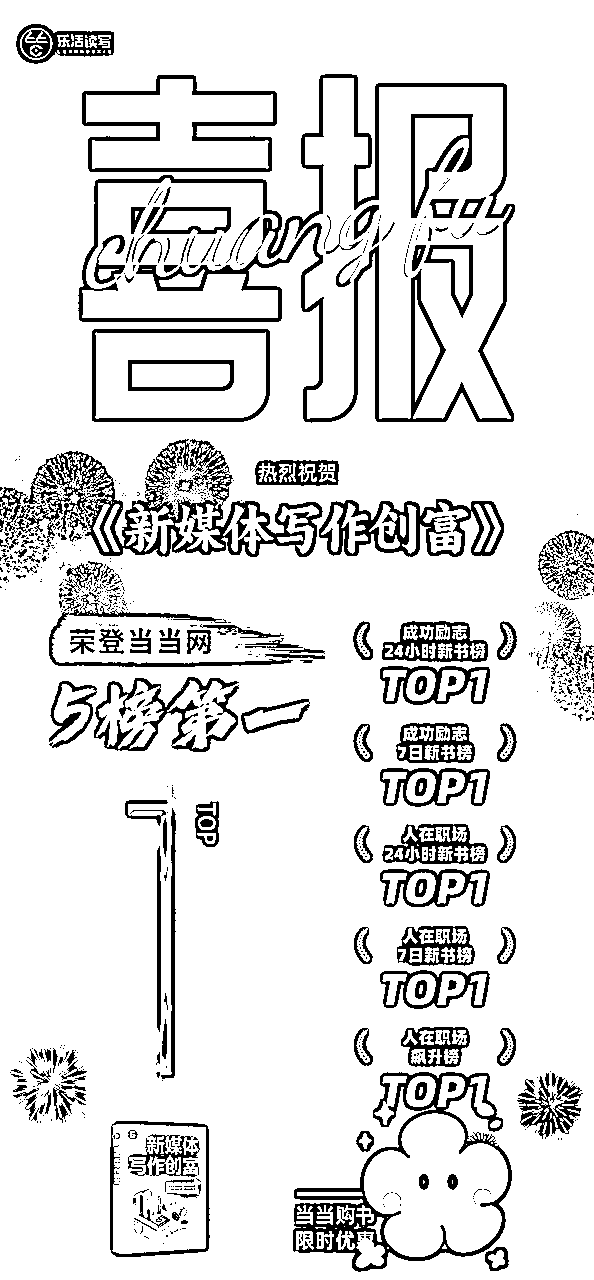 乐活读写
喜报
chuang fu
热烈祝贺
《新媒体写作创富》
荣登当当网
5榜第一
TOP
成功励志
24小时新书榜
TOP1
成功励志
7日新书榜
TOP1
人在职场
24小时新书榜
TOP1
人在职场
7日新书榜
TOP1
人在职场
飙升榜
TOP1
新媒体
写作创富
当当购书
限时优惠